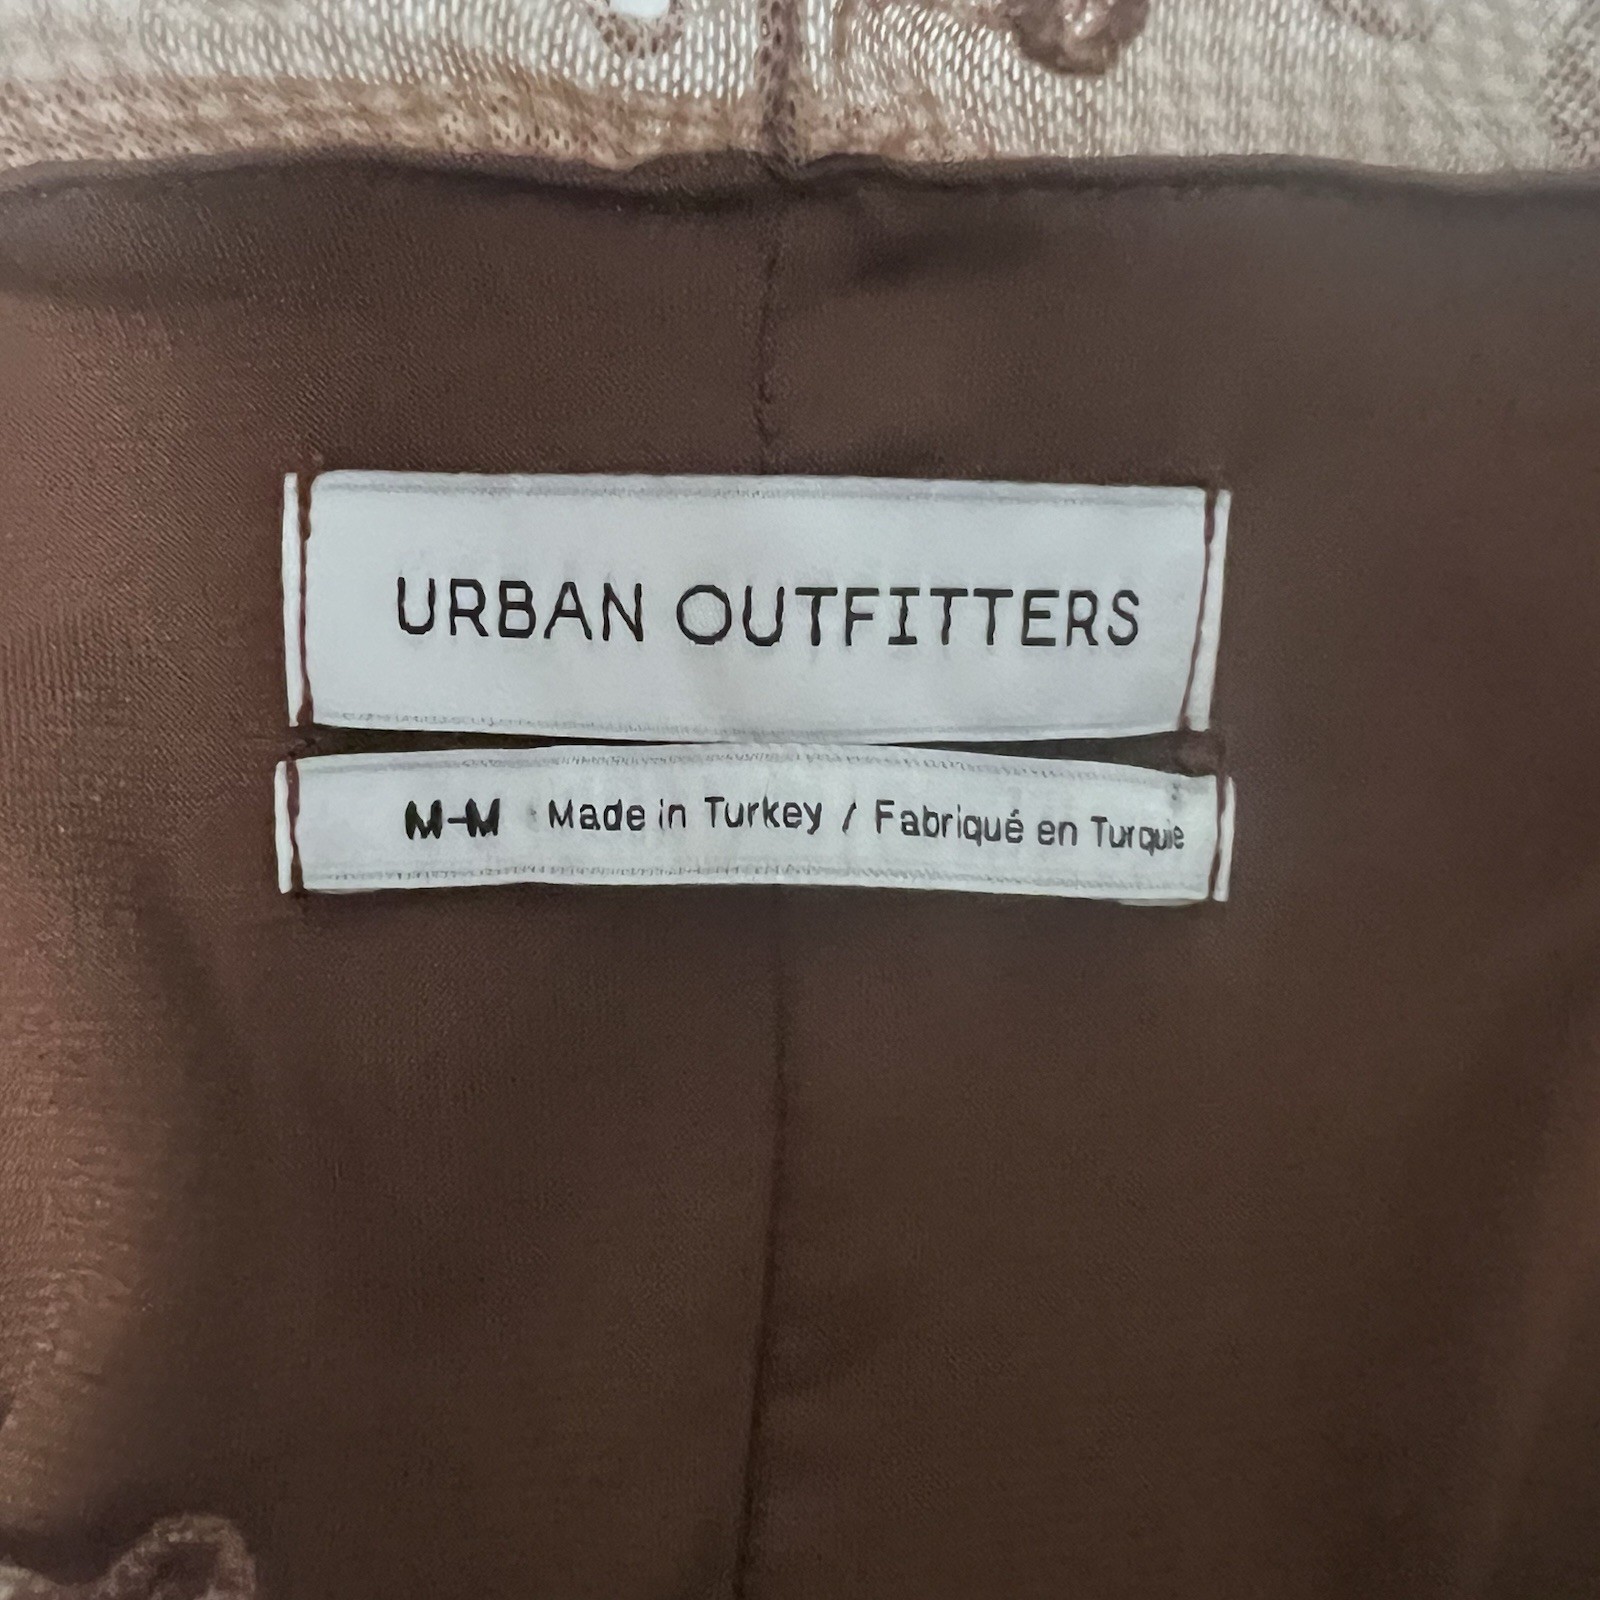 URBAN OUTFITTERS
M-M Made in Turkey / Fabriqué en Turquie